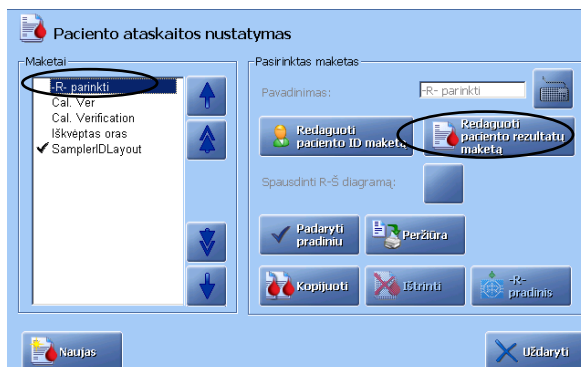 Paciento ataskaitos nustatymas
Maketai
-R- parinkti
Cal. Ver
Cal. Verification
Iškvėptas oras
SamplerIDLayout
Naujas
Pasirinktas maketas
Pavadinimas:
-R- parinkti
Redaguoti
paciento ID maketą
Redaguoti
paciento rezultatų
maketą
Spausdinti R-Š diagramą:
Padaryti
pradiniu
Peržiūra
Kopijuoti
Ištrinti
-R-
pradinis
Uždaryti